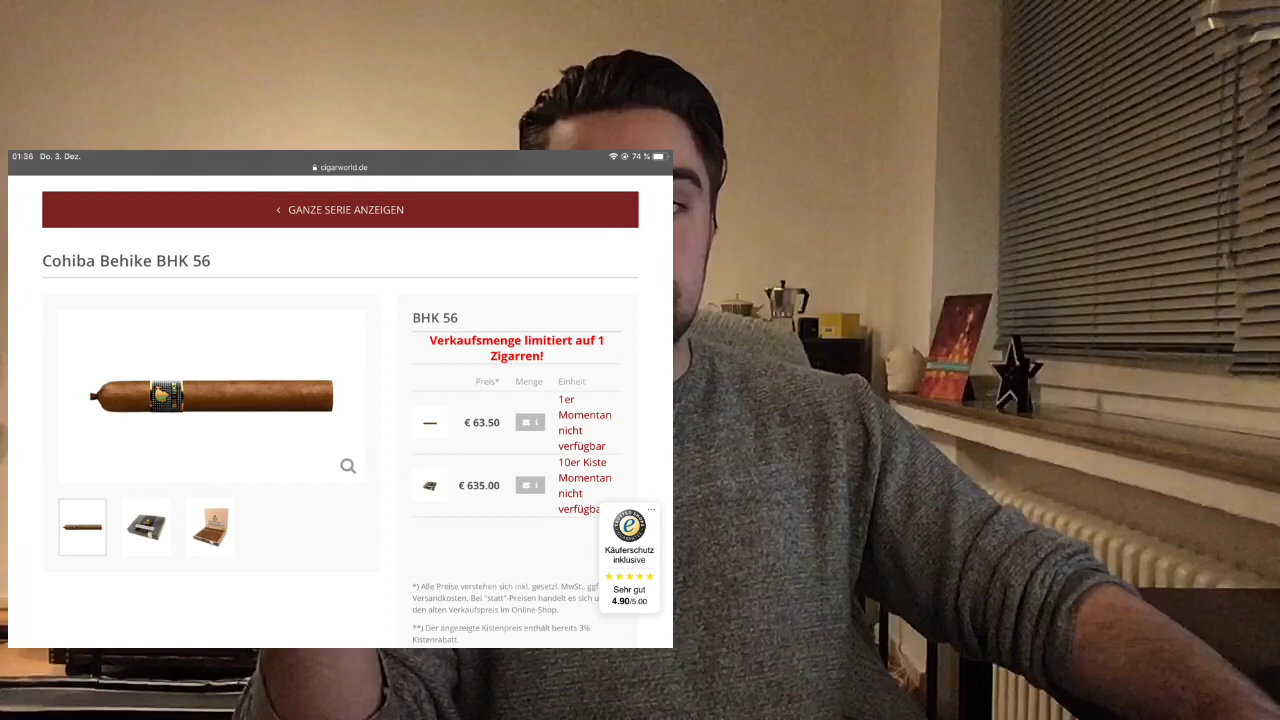 01:36 Do. 3. Dez.
74 %
cigarworld.de
GANZE SERIE ANZEIGEN
Cohiba Behike BHK 56
BHK 56
Verkaufsmenge limitiert auf 1
Zigarren!
Preis* Menge Einheit
€ 63.50
1er
Momentan
nicht
verfügbar
€ 635.00
10er Kiste
Momentan
nicht
verfügba
Käuferschutz
inklusive
Sehr gut
4.90/5.00
*) Alle Preise verstehen sich inkl. gesetzl. MwSt., ggf
Versandkosten. Bei "statt"-Preisen handelt es sich u
den alten Verkaufspreis im Online-Shop.
**) Der angezeigte Kistenpreis enthält bereits 3%
Kistenrabatt.